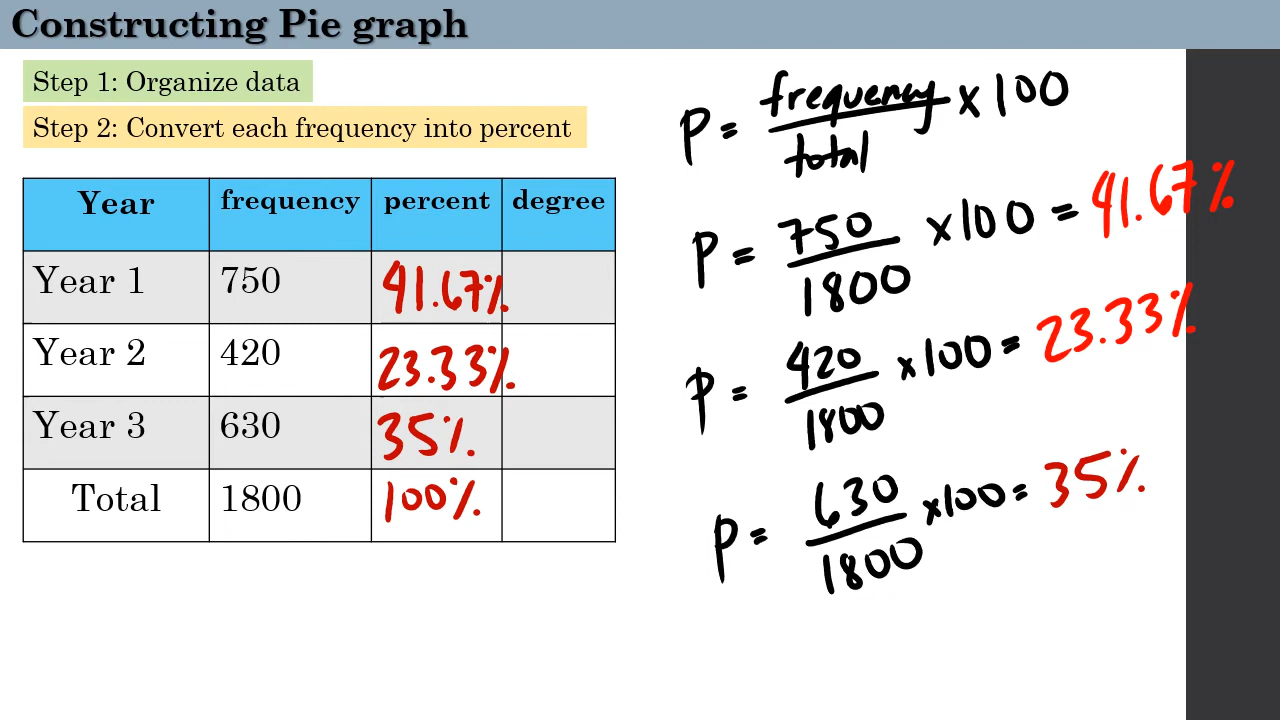 Constructing Pie graph
Step 1: Organize data
Step 2: Convert each frequency into percent
Year frequency percent degree
Year 1 750 41.67%
Year 2 420 23.33%
Year 3 630 35%
Total 1800 100%
P = frequency/total × 100
P = 750/1800 × 100 = 41.67%
P = 420/1800 × 100 = 23.33%
P = 630/1800 × 100 = 35%